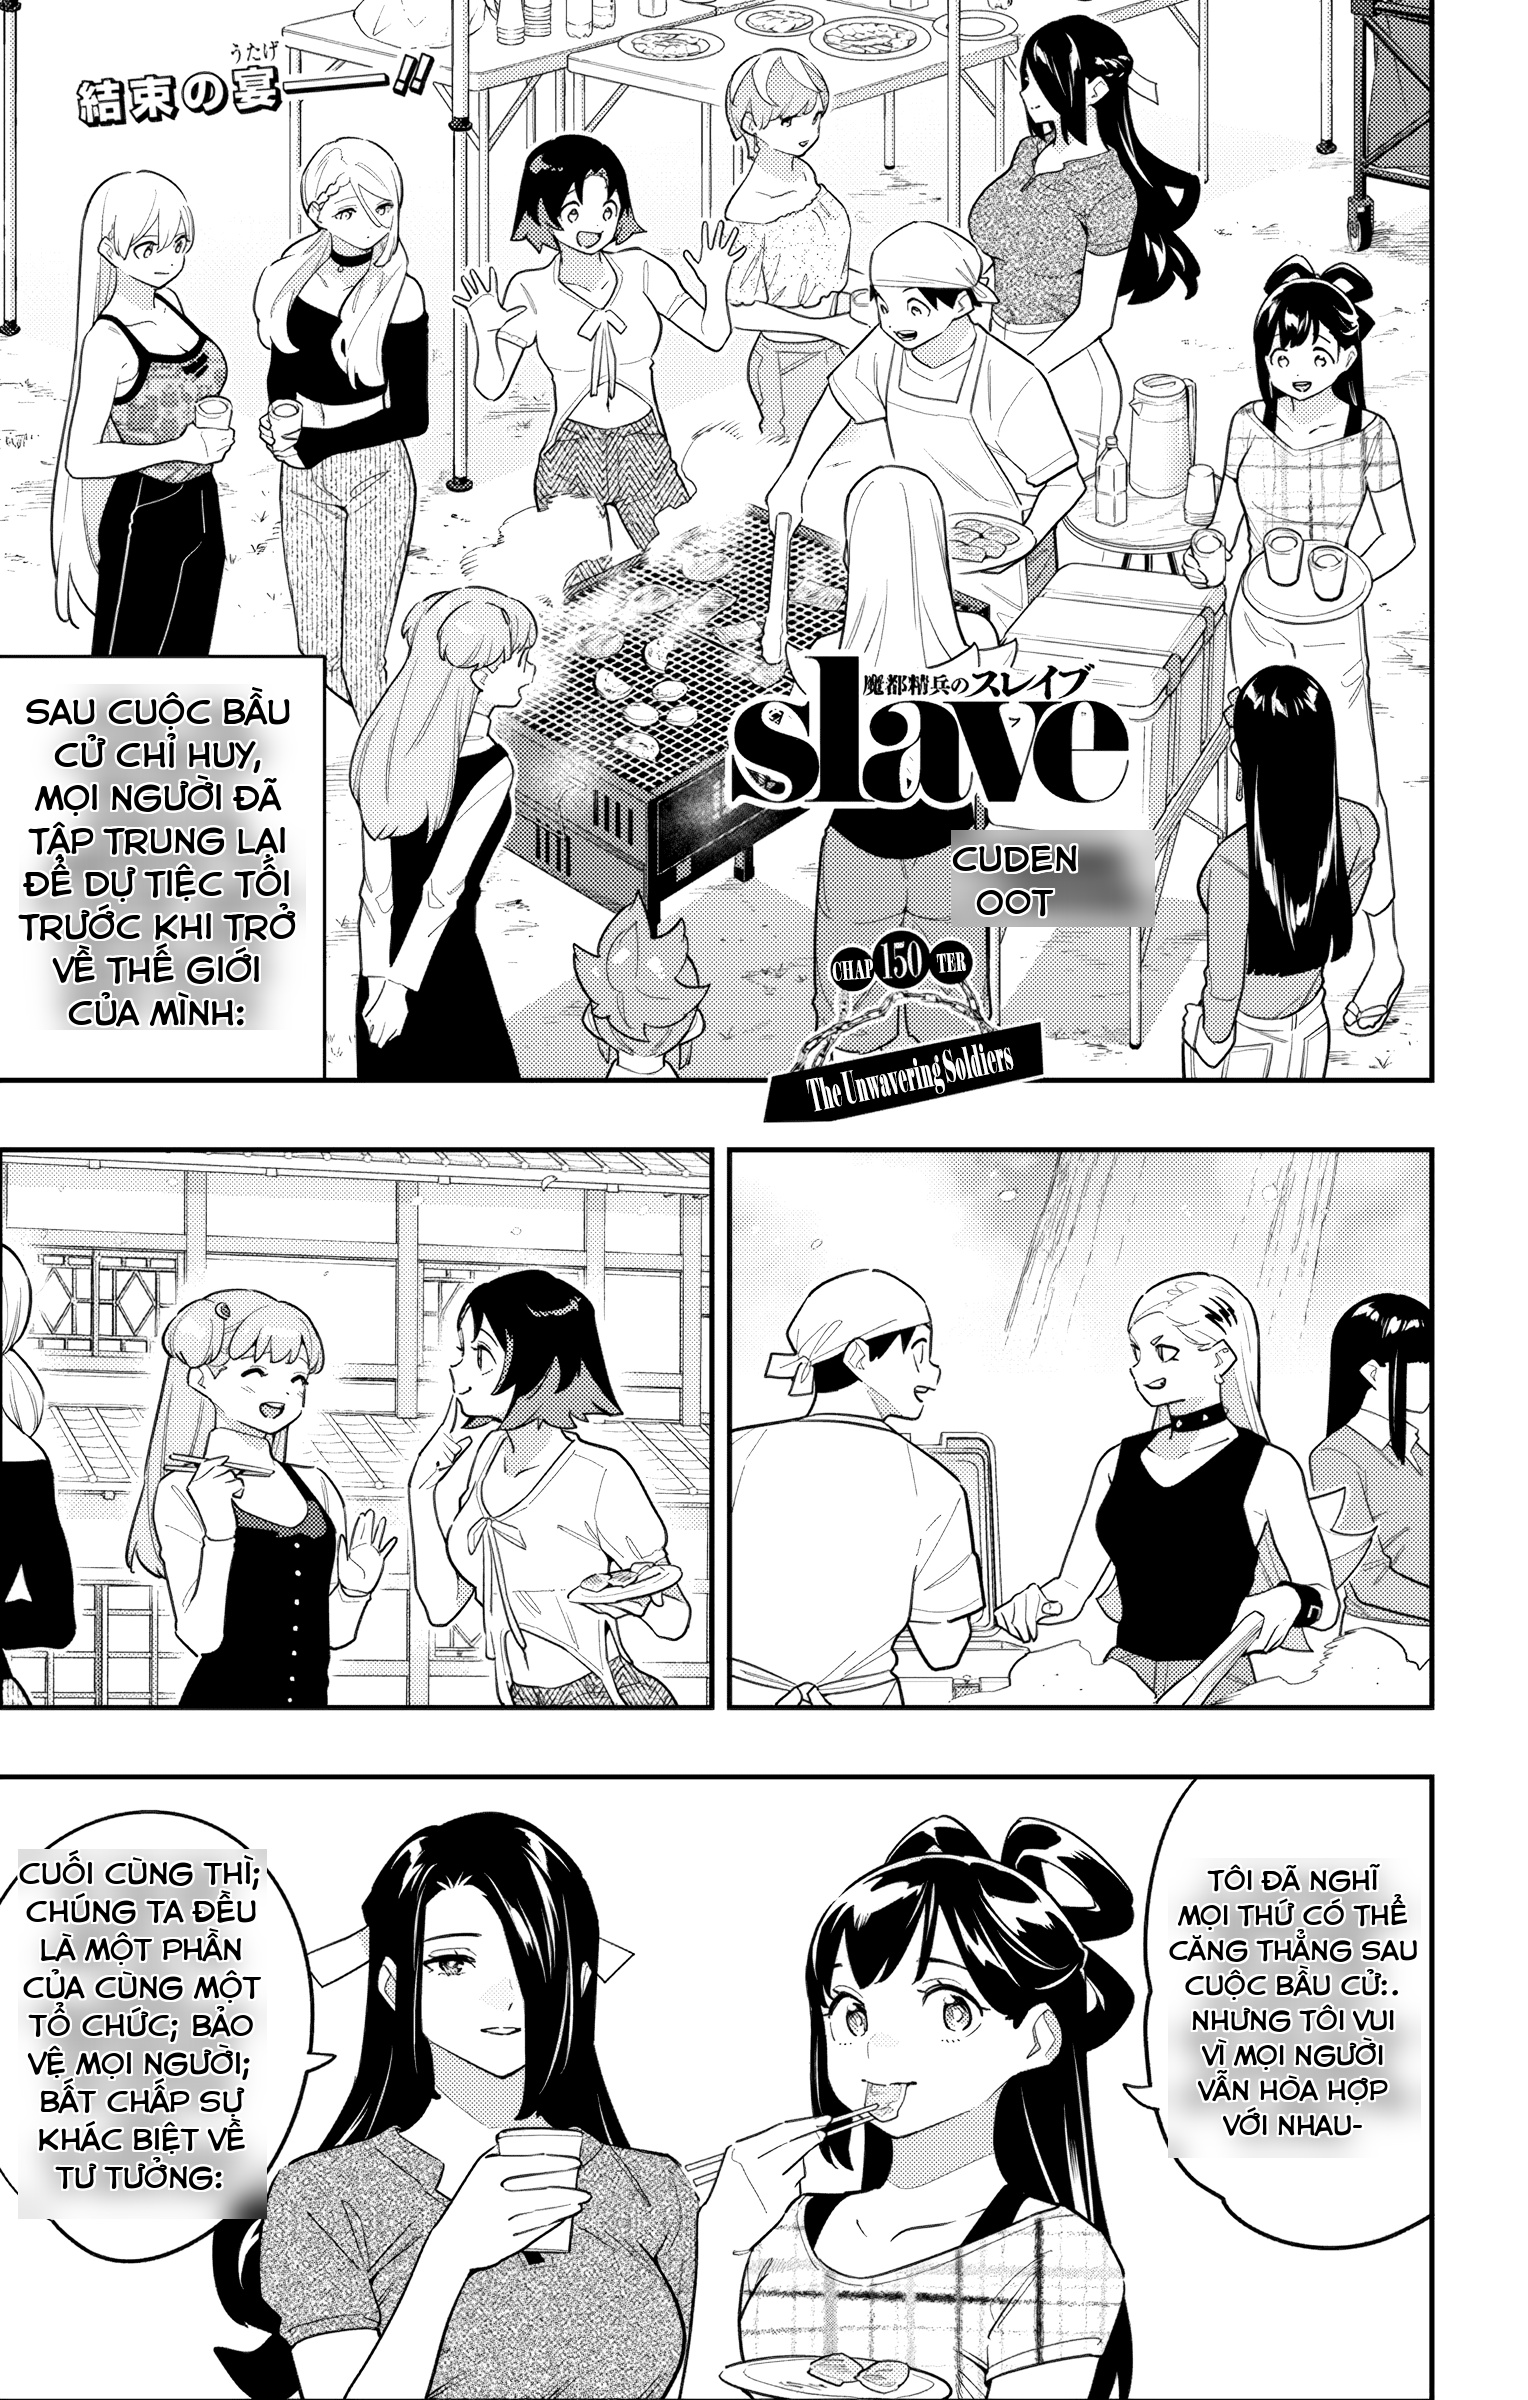 うたげ
結束の宴——!!
魔都精兵のスレイブ
slave
CUDEN
OOT
CHAP 150 TER
The Unwavering Soldiers
SAU CUỘC BẦU
CỬ CHỈ HUY,
MỌI NGƯỜI ĐÃ
TẬP TRUNG LẠI
ĐỂ DỰ TIỆC TỐI
TRƯỚC KHI TRỞ
VỀ THẾ GIỚI
CỦA MÌNH:
TÔI ĐÃ NGHĨ
MỌI THỨ CÓ THỂ
CĂNG THẲNG SAU
CUỘC BẦU CỬ:.
NHƯNG TÔI VUI
VÌ MỌI NGƯỜI
VẪN HÒA HỢP
VỚI NHAU-
CUỐI CÙNG THÌ;
CHÚNG TA ĐỀU
LÀ MỘT PHẦN
CỦA CÙNG MỘT
TỔ CHỨC; BẢO
VỆ MỌI NGƯỜI;
BẤT CHẤP SỰ
KHÁC BIỆT VỀ
TƯ TƯỞNG: